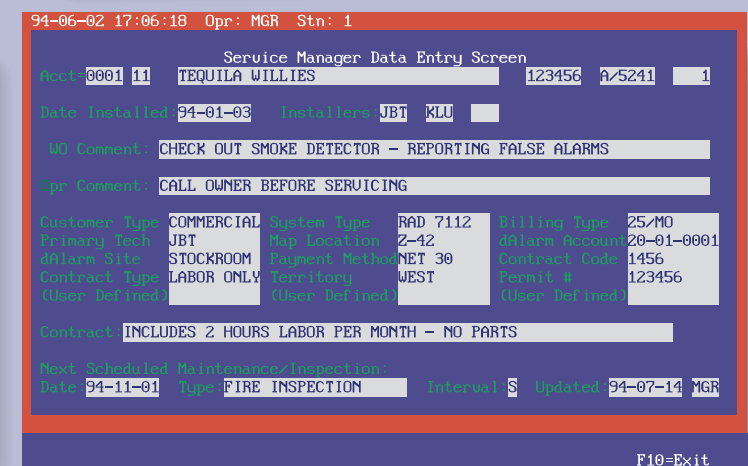 94-06-02 17:06:18 Opr: MGR Stn: 1
Service Manager Data Entry Screen
Acct=0001 11 TEQUILA WILLIES 123456 A/5241 1
Date Installed:94-01-03 Installers:JBT KLU
WO Comment: CHECK OUT SMOKE DETECTOR – REPORTING FALSE ALARMS
Opr Comment: CALL OWNER BEFORE SERVICING
Customer Type COMMERCIAL System Type RAD 7112 Billing Type 25/MO
Primary Tech JBT Map Location Z-42 dAlarm Account 20-01-0001
dAlarm Site STOCKROOM Payment Method NET 30 Contract Code 1456
Contract Type LABOR ONLY Territory WEST Permit # 123456
(User Defined) (User Defined) (User Defined)
Contract:INCLUDES 2 HOURS LABOR PER MONTH – NO PARTS
Next Scheduled Maintenance/Inspection:
Date:94-11-01 Type:FIRE INSPECTION Interval:S Updated:94-07-14 MGR
F10=Exit